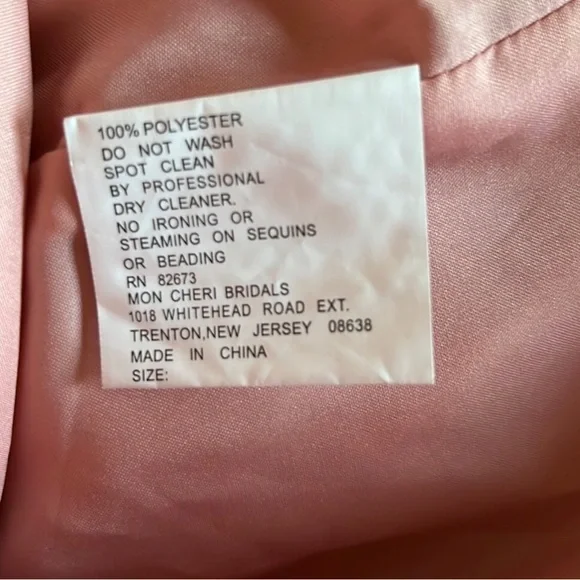 100% POLYESTER
DO NOT WASH
SPOT CLEAN
BY PROFESSIONAL
DRY CLEANER.
NO IRONING OR
STEAMING ON SEQUINS
OR BEADING
RN 82673
MON CHERI BRIDALS
1018 WHITEHEAD ROAD EXT.
TRENTON,NEW JERSEY 08638
MADE IN CHINA
SIZE: